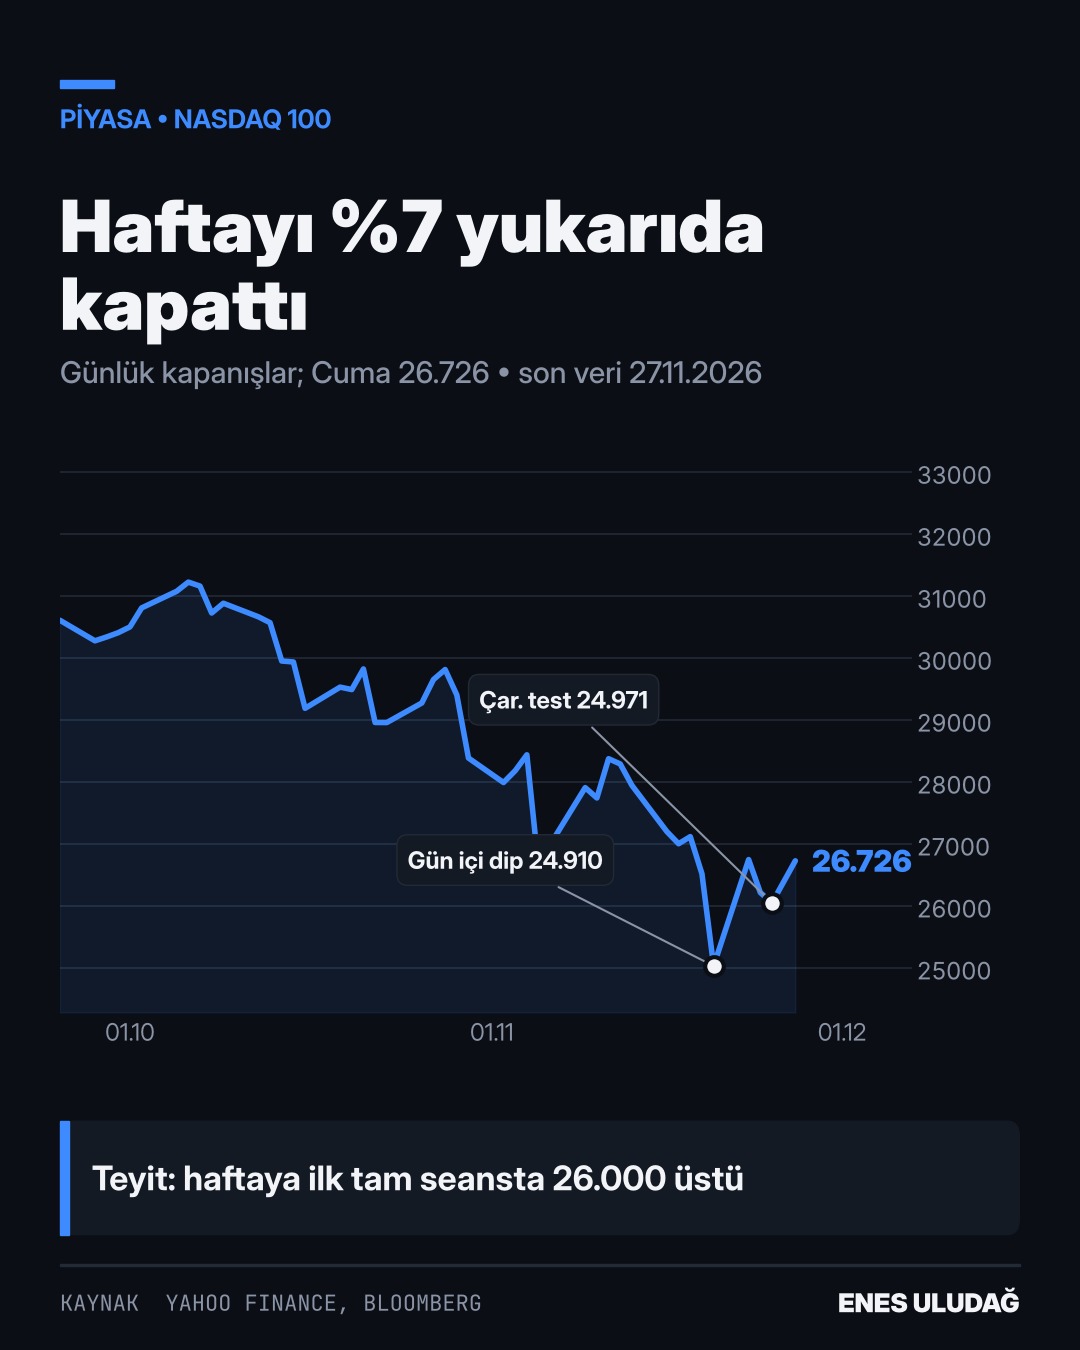 PİYASA • NASDAQ 100
Haftayı %7 yukarıda
kapattı
Günlük kapanışlar; Cuma 26.726 • son veri 27.11.2026
33000
32000
31000
30000
Çar. test 24.971
29000
28000
27000
Gün içi dip 24.910
26.726
26000
25000
01.10
01.11
01.12
Teyit: haftaya ilk tam seansta 26.000 üstü
KAYNAK YAHOO FINANCE, BLOOMBERG
ENES ULUDAĞ